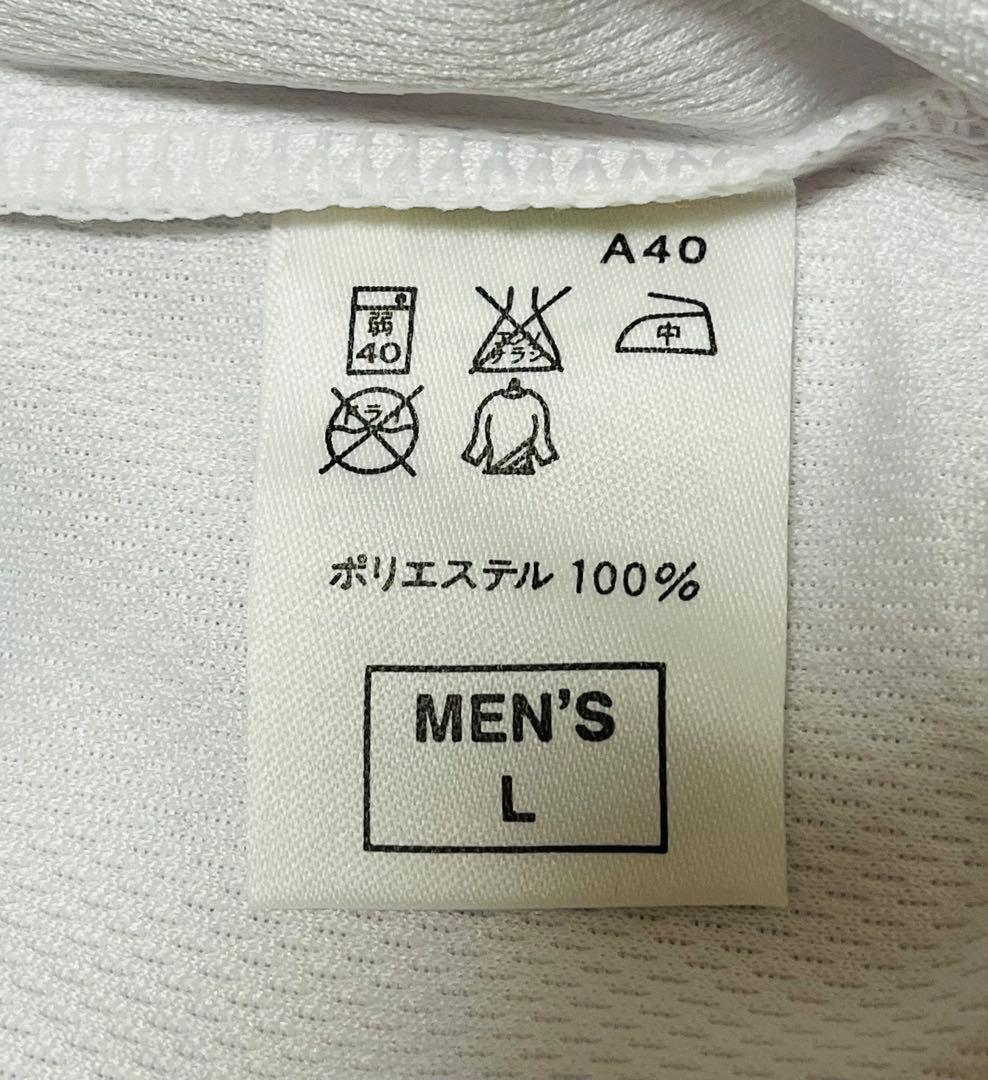 A40
弱
40
エンソ
サラシ
中
ドライ
ポリエステル 100%
MEN'S
L